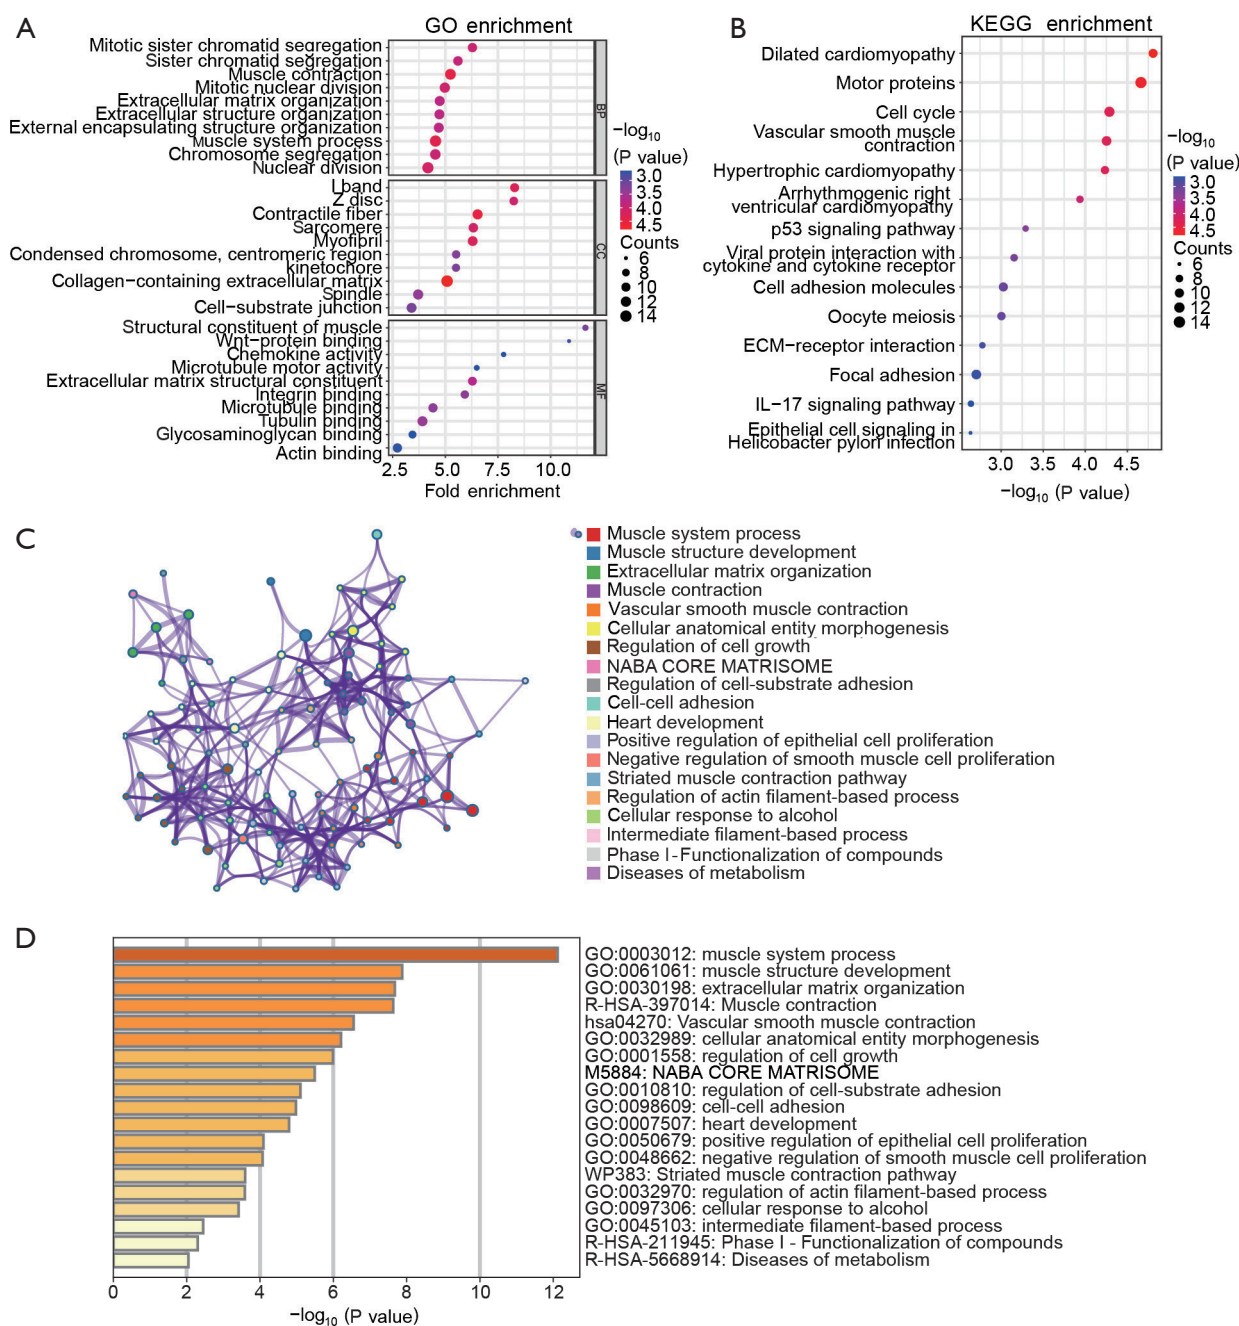 A
GO enrichment
Mitotic sister chromatid segregation
Sister chromatid segregation
Muscle contraction
Mitotic nuclear division
Extracellular matrix organization
Extracellular structure organization
External encapsulating structure organization
Muscle system process
Chromosome segregation
Nuclear division
BP
I band
Z disc
Contractile fiber
Sarcomere
Myofibril
Condensed chromosome, centromeric region
kinetochore
Collagen−containing extracellular matrix
Spindle
Cell−substrate junction
CC
Structural constituent of muscle
Wnt−protein binding
Chemokine activity
Microtubule motor activity
Extracellular matrix structural constituent
Integrin binding
Microtubule binding
Tubulin binding
Glycosaminoglycan binding
Actin binding
MF
2.5 5.0 7.5 10.0
Fold enrichment
−log10
(P value)
3.0
3.5
4.0
4.5
Counts
6
8
10
12
14
B
KEGG enrichment
Dilated cardiomyopathy
Motor proteins
Cell cycle
Vascular smooth muscle
contraction
Hypertrophic cardiomyopathy
Arrhythmogenic right
ventricular cardiomyopathy
p53 signaling pathway
Viral protein interaction with
cytokine and cytokine receptor
Cell adhesion molecules
Oocyte meiosis
ECM−receptor interaction
Focal adhesion
IL−17 signaling pathway
Epithelial cell signaling in
Helicobacter pylori infection
3.0 3.5 4.0 4.5
−log10 (P value)
−log10
(P value)
3.0
3.5
4.0
4.5
Counts
6
8
10
12
14
C
Muscle system process
Muscle structure development
Extracellular matrix organization
Muscle contraction
Vascular smooth muscle contraction
Cellular anatomical entity morphogenesis
Regulation of cell growth
NABA CORE MATRISOME
Regulation of cell-substrate adhesion
Cell-cell adhesion
Heart development
Positive regulation of epithelial cell proliferation
Negative regulation of smooth muscle cell proliferation
Striated muscle contraction pathway
Regulation of actin filament-based process
Cellular response to alcohol
Intermediate filament-based process
Phase I-Functionalization of compounds
Diseases of metabolism
D
GO:0003012: muscle system process
GO:0061061: muscle structure development
GO:0030198: extracellular matrix organization
R-HSA-397014: Muscle contraction
hsa04270: Vascular smooth muscle contraction
GO:0032989: cellular anatomical entity morphogenesis
GO:0001558: regulation of cell growth
M5884: NABA CORE MATRISOME
GO:0010810: regulation of cell-substrate adhesion
GO:0098609: cell-cell adhesion
GO:0007507: heart development
GO:0050679: positive regulation of epithelial cell proliferation
GO:0048662: negative regulation of smooth muscle cell proliferation
WP383: Striated muscle contraction pathway
GO:0032970: regulation of actin filament-based process
GO:0097306: cellular response to alcohol
GO:0045103: intermediate filament-based process
R-HSA-211945: Phase I - Functionalization of compounds
R-HSA-5668914: Diseases of metabolism
0 2 4 6 8 10 12
−log10 (P value)